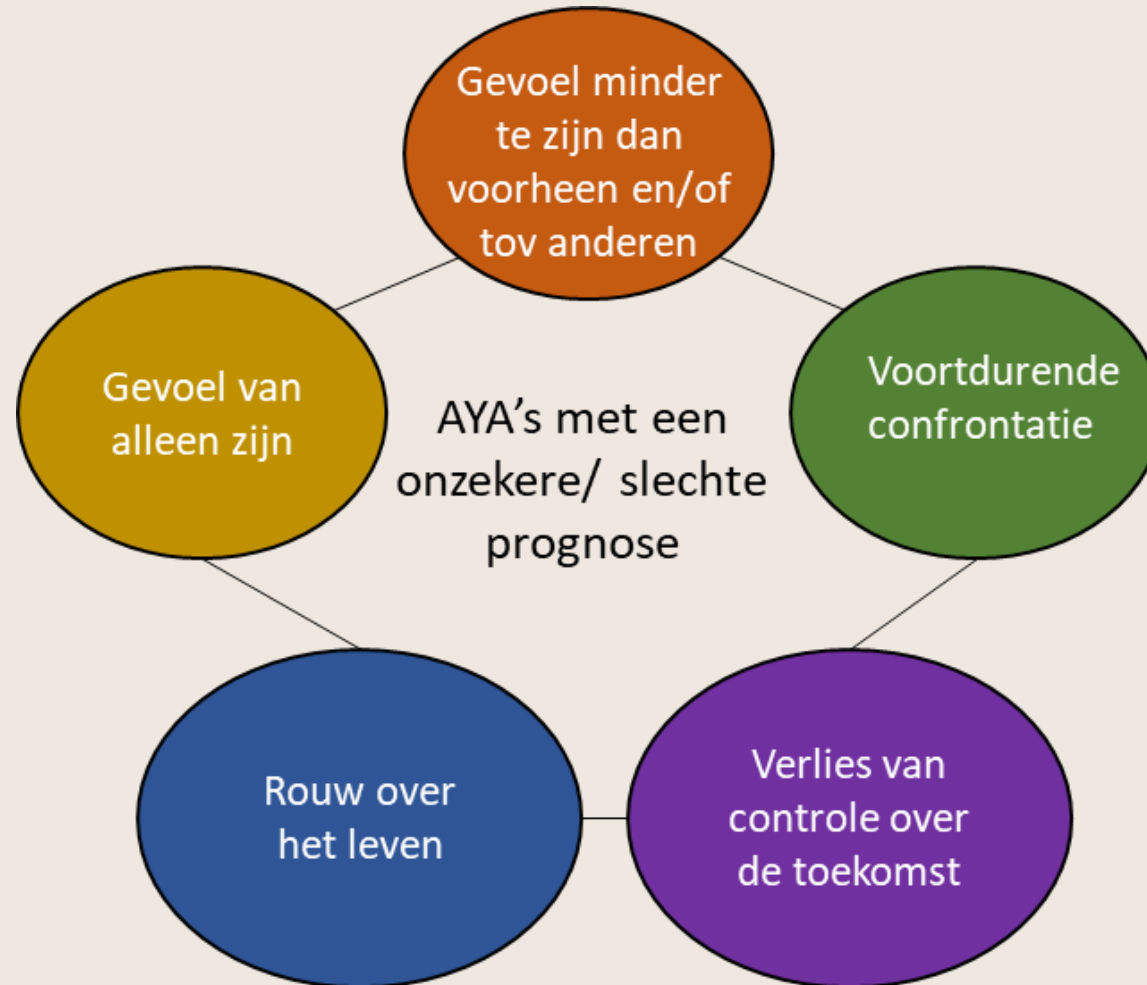 Gevoel minder
te zijn dan
voorheen en/of
tov anderen
Gevoel van
alleen zijn
AYA's met een
onzekere/ slechte
prognose
Voortdurende
confrontatie
Rouw over
het leven
Verlies van
controle over
de toekomst